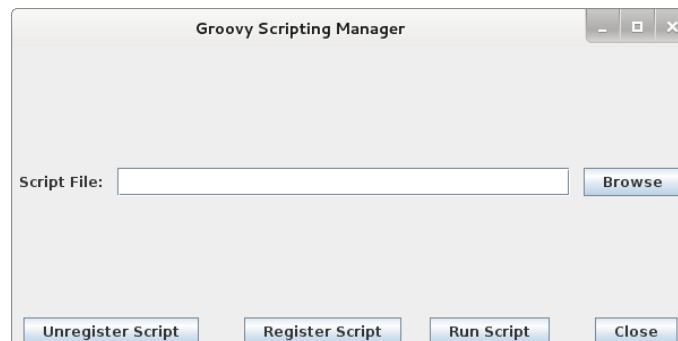 Groovy Scripting Manager
Script File: Browse
Unregister Script Register Script Run Script Close